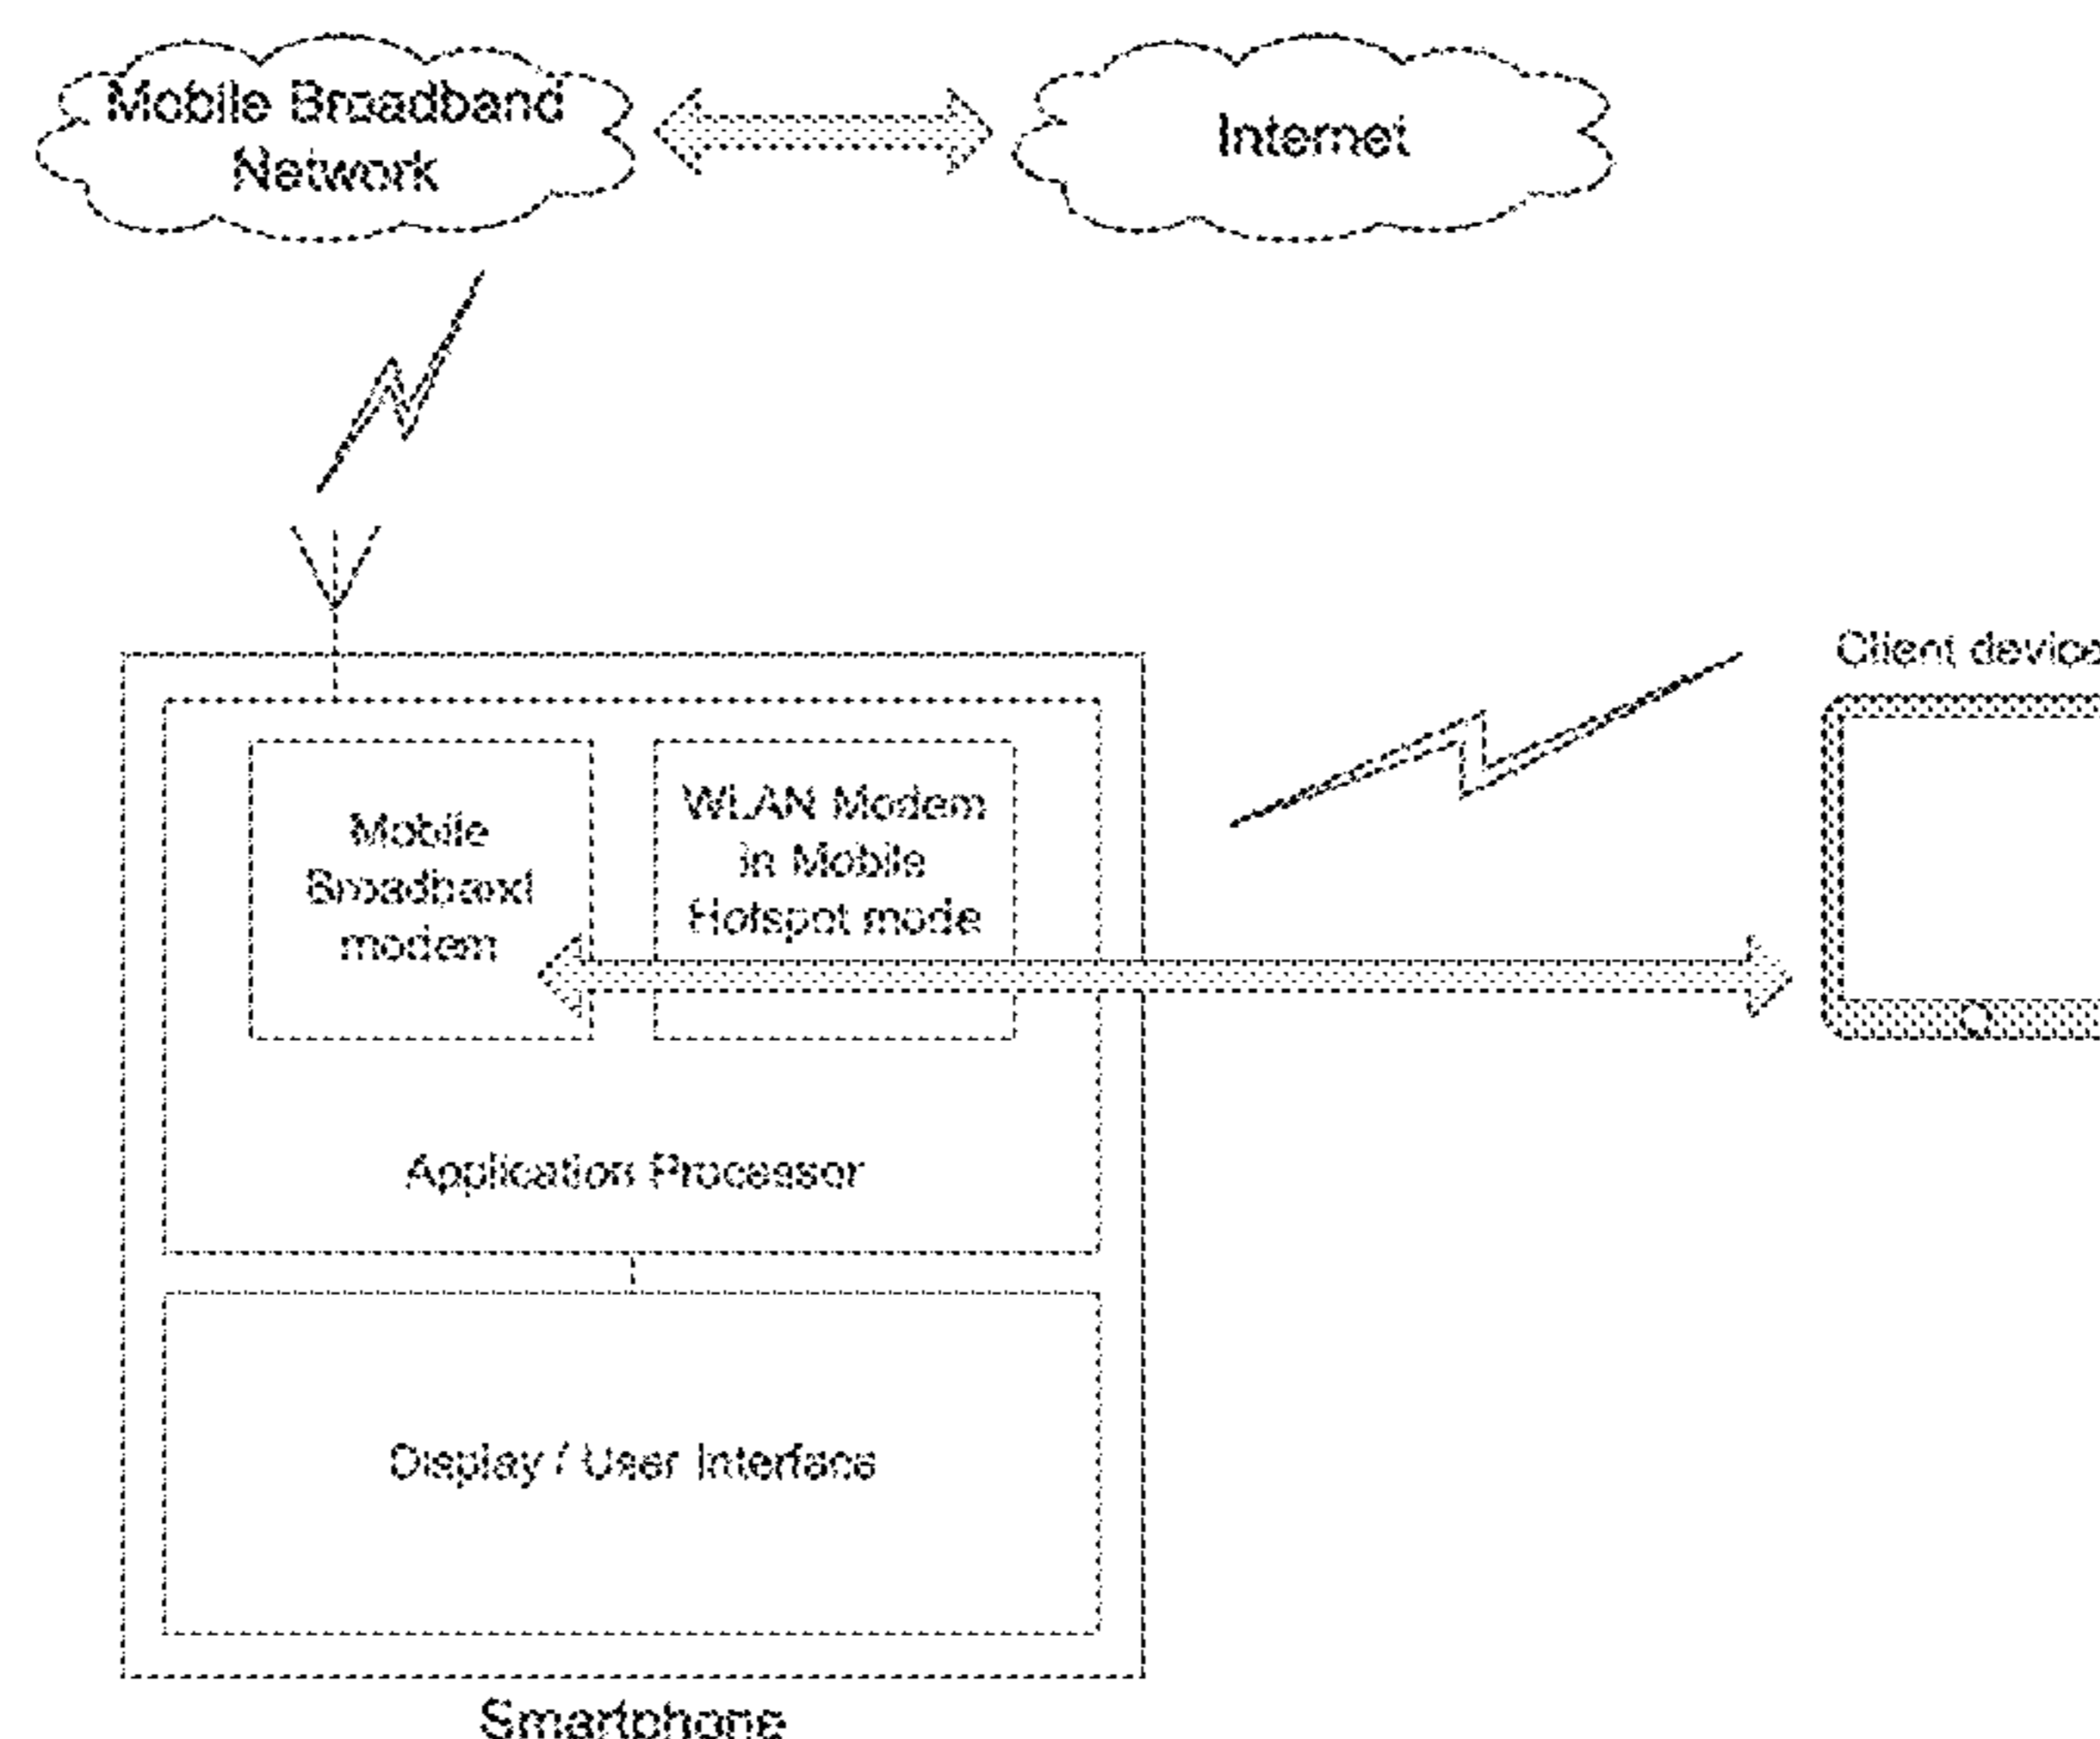 Mobile Broadband
Network
Internet
Client device
Mobile
Broadband
modem
WLAN Modem
in Mobile
Hotspot mode
Application Processor
Display / User Interface
Smartphone